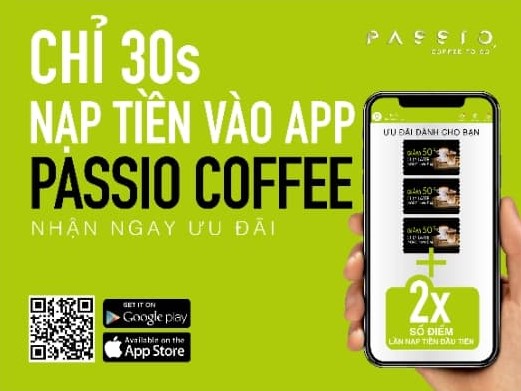 CHỈ 30s
NẠP TIỀN VÀO APP
PASSIO COFFEE
NHẬN NGAY ƯU ĐÃI
PASSIO
COFFEE TO GO
ƯU ĐÃI DÀNH CHO BẠN
GIẢM 50%
GIẢM 50%
GIẢM 50%
+
2x
SỐ ĐIỂM
LẦN NẠP TIỀN ĐẦU TIÊN
GET IT ON
Google play
Available on the
App Store